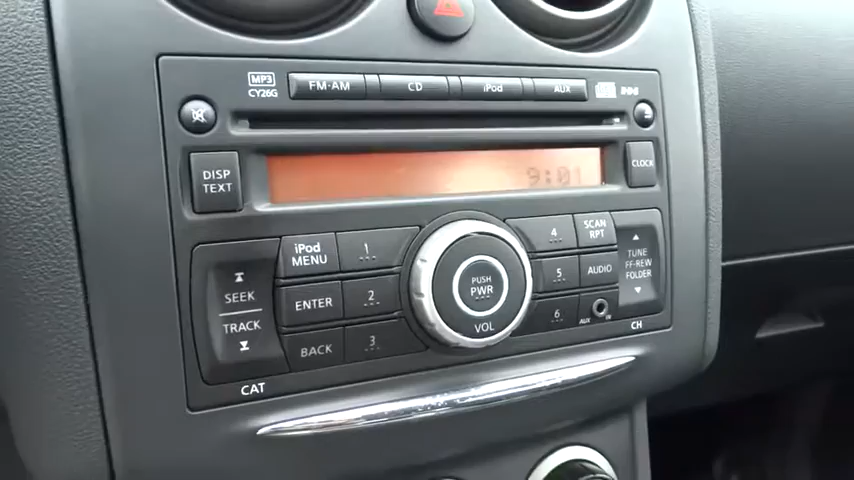 MP3
CY26G
FM·AM
CD
iPod
AUX
DISP
TEXT
9:01
CLOCK
iPod
MENU
1
4
SCAN
RPT
SEEK
TRACK
ENTER
2
PUSH
PWR
VOL
5
AUDIO
TUNE
FF·REW
FOLDER
BACK
3
6
AUX IN
CAT
CH